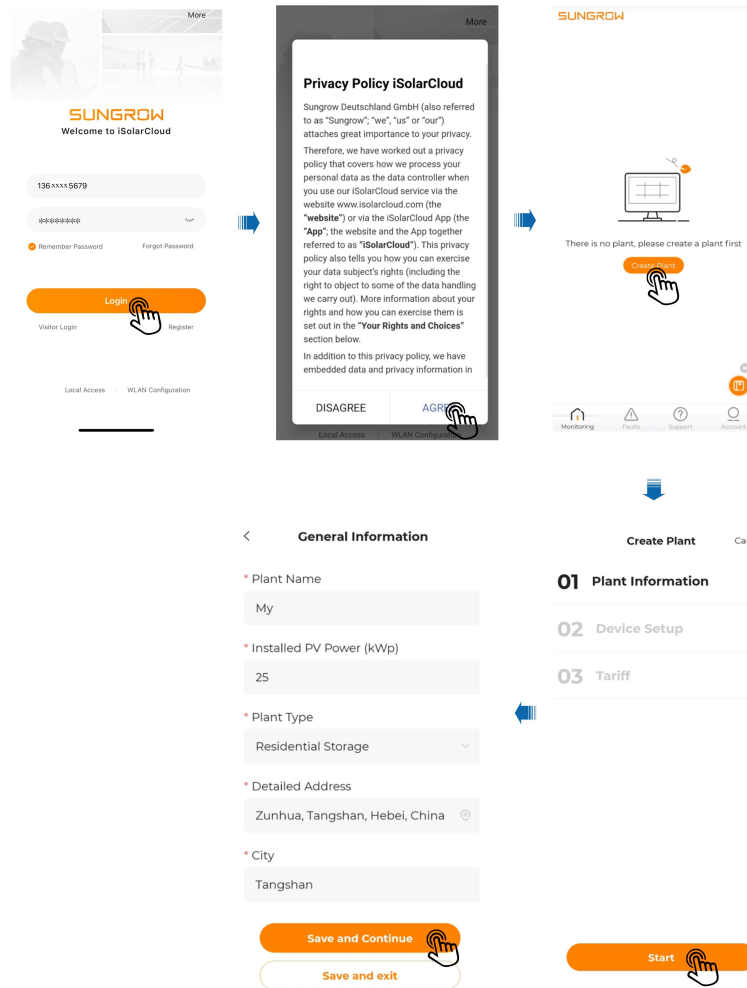 More
SUNGROW
Welcome to iSolarCloud
136 xxxx 5679
*********
Remember Password
Forgot Password
Login
Visitor Login
Register
Local Access
WLAN Configuration
More
Privacy Policy iSolarCloud
Sungrow Deutschland GmbH (also referred
to as “Sungrow”; “we”, “us” or “our”)
attaches great importance to your privacy.
Therefore, we have worked out a privacy
policy that covers how we process your
personal data as the data controller when
you use our iSolarCloud service via the
website www.isolarcloud.com (the
“website”) or via the iSolarCloud App (the
“App”; the website and the App together
referred to as “iSolarCloud”). This privacy
policy also tells you how you can exercise
your data subject's rights (including the
right to object to some of the data handling
we carry out). More information about your
rights and how you can exercise them is
set out in the “Your Rights and Choices”
section below.
In addition to this privacy policy, we have
embedded data and privacy information in
DISAGREE
AGREE
Local Access
WLAN Configuration
SUNGROW
There is no plant, please create a plant first
Create Plant
Monitoring
Faults
Support
Account
Create Plant
Ca
01 Plant Information
02 Device Setup
03 Tariff
Start
General Information
* Plant Name
My
* Installed PV Power (kWp)
25
* Plant Type
Residential Storage
* Detailed Address
Zunhua, Tangshan, Hebei, China
* City
Tangshan
Save and Continue
Save and exit